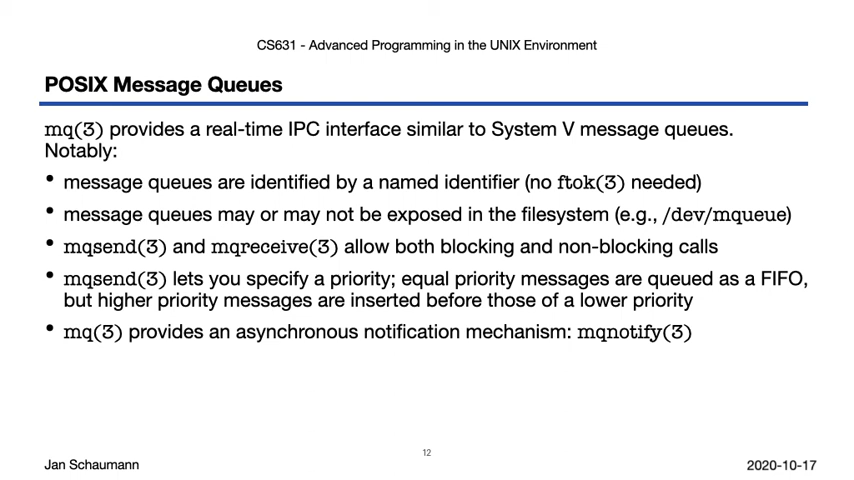 CS631 - Advanced Programming in the UNIX Environment
POSIX Message Queues
mq(3) provides a real-time IPC interface similar to System V message queues.
Notably:
• message queues are identified by a named identifier (no ftok(3) needed)
• message queues may or may not be exposed in the filesystem (e.g., /dev/mqueue)
• mqsend(3) and mqreceive(3) allow both blocking and non-blocking calls
• mqsend(3) lets you specify a priority; equal priority messages are queued as a FIFO,
but higher priority messages are inserted before those of a lower priority
• mq(3) provides an asynchronous notification mechanism: mqnotify(3)
12
Jan Schaumann
2020-10-17